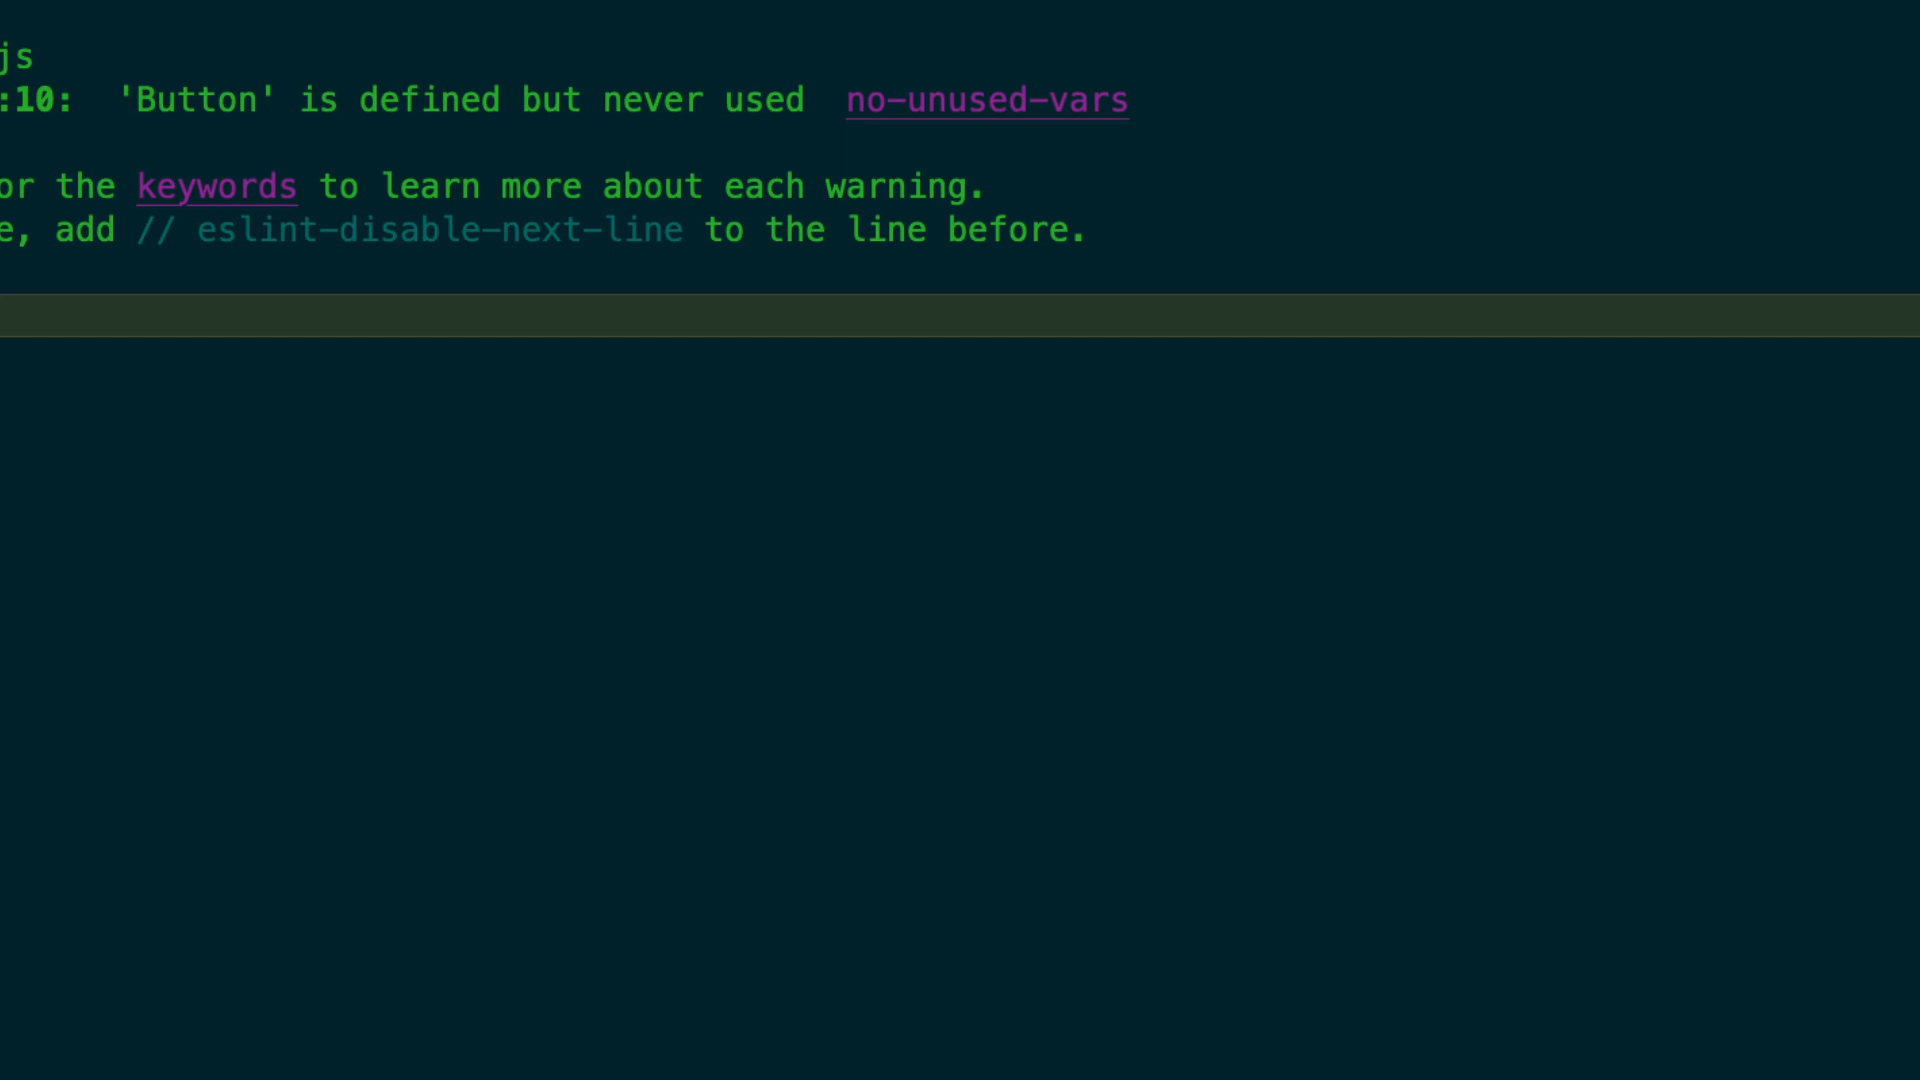 js
:10:  'Button' is defined but never used  no-unused-vars
or the keywords to learn more about each warning.
e, add // eslint-disable-next-line to the line before.